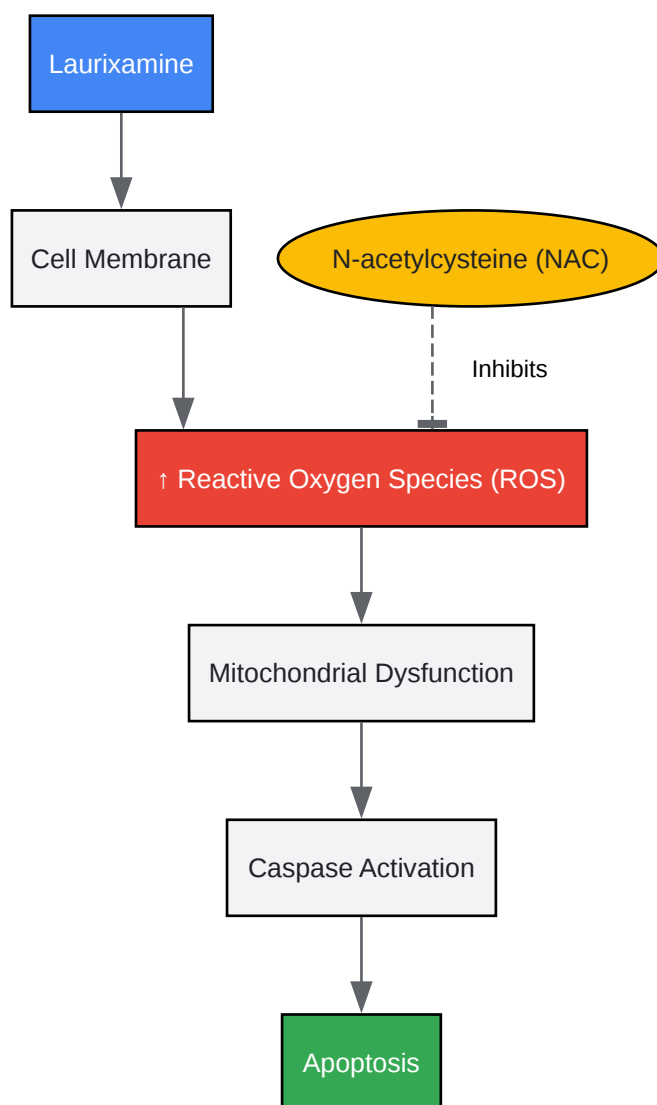 Laurixamine
Cell Membrane
N-acetylcysteine (NAC)
Inhibits
↑ Reactive Oxygen Species (ROS)
Mitochondrial Dysfunction
Caspase Activation
Apoptosis